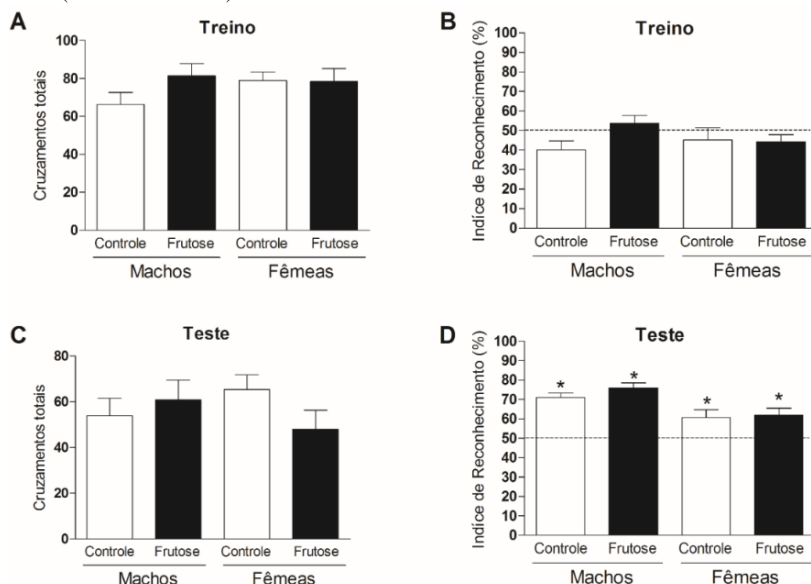 A
Treino
Cruzamentos totais
100
80
60
40
20
0
Controle Frutose Controle Frutose
Machos Fêmeas
B
Treino
Indíce de Reconhecimento (%)
100
90
80
70
60
50
40
30
20
10
0
Controle Frutose Controle Frutose
Machos Fêmeas
C
Teste
Cruzamentos totais
80
60
40
20
0
Controle Frutose Controle Frutose
Machos Fêmeas
D
Teste
Indíce de Reconhecimento (%)
100
90
80
70
60
50
40
30
20
10
0
* * * *
Controle Frutose Controle Frutose
Machos Fêmeas